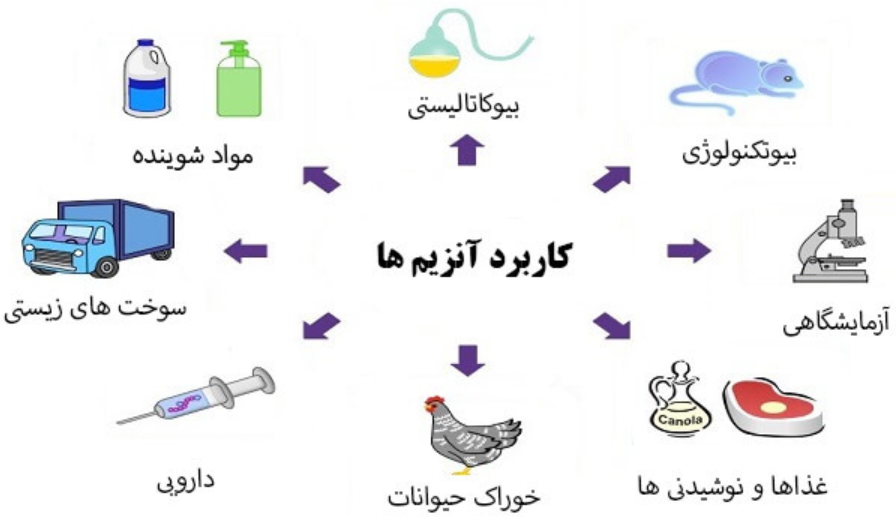 بیوکاتالیستی
بیوتکنولوژی
مواد شوینده
آزمایشگاهی
کاربرد آنزیم ها
سوخت های زیستی
Canola
غذاها و نوشیدنی ها
خوراک حیوانات
دارویی